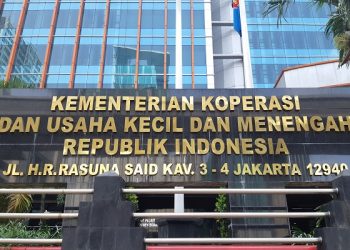 KEMENTERIAN KOPERASI
DAN USAHA KECIL DAN MENENGAH
REPUBLIK INDONESIA
JL. H.R. RASUNA SAID KAV. 3 - 4 JAKARTA 12940